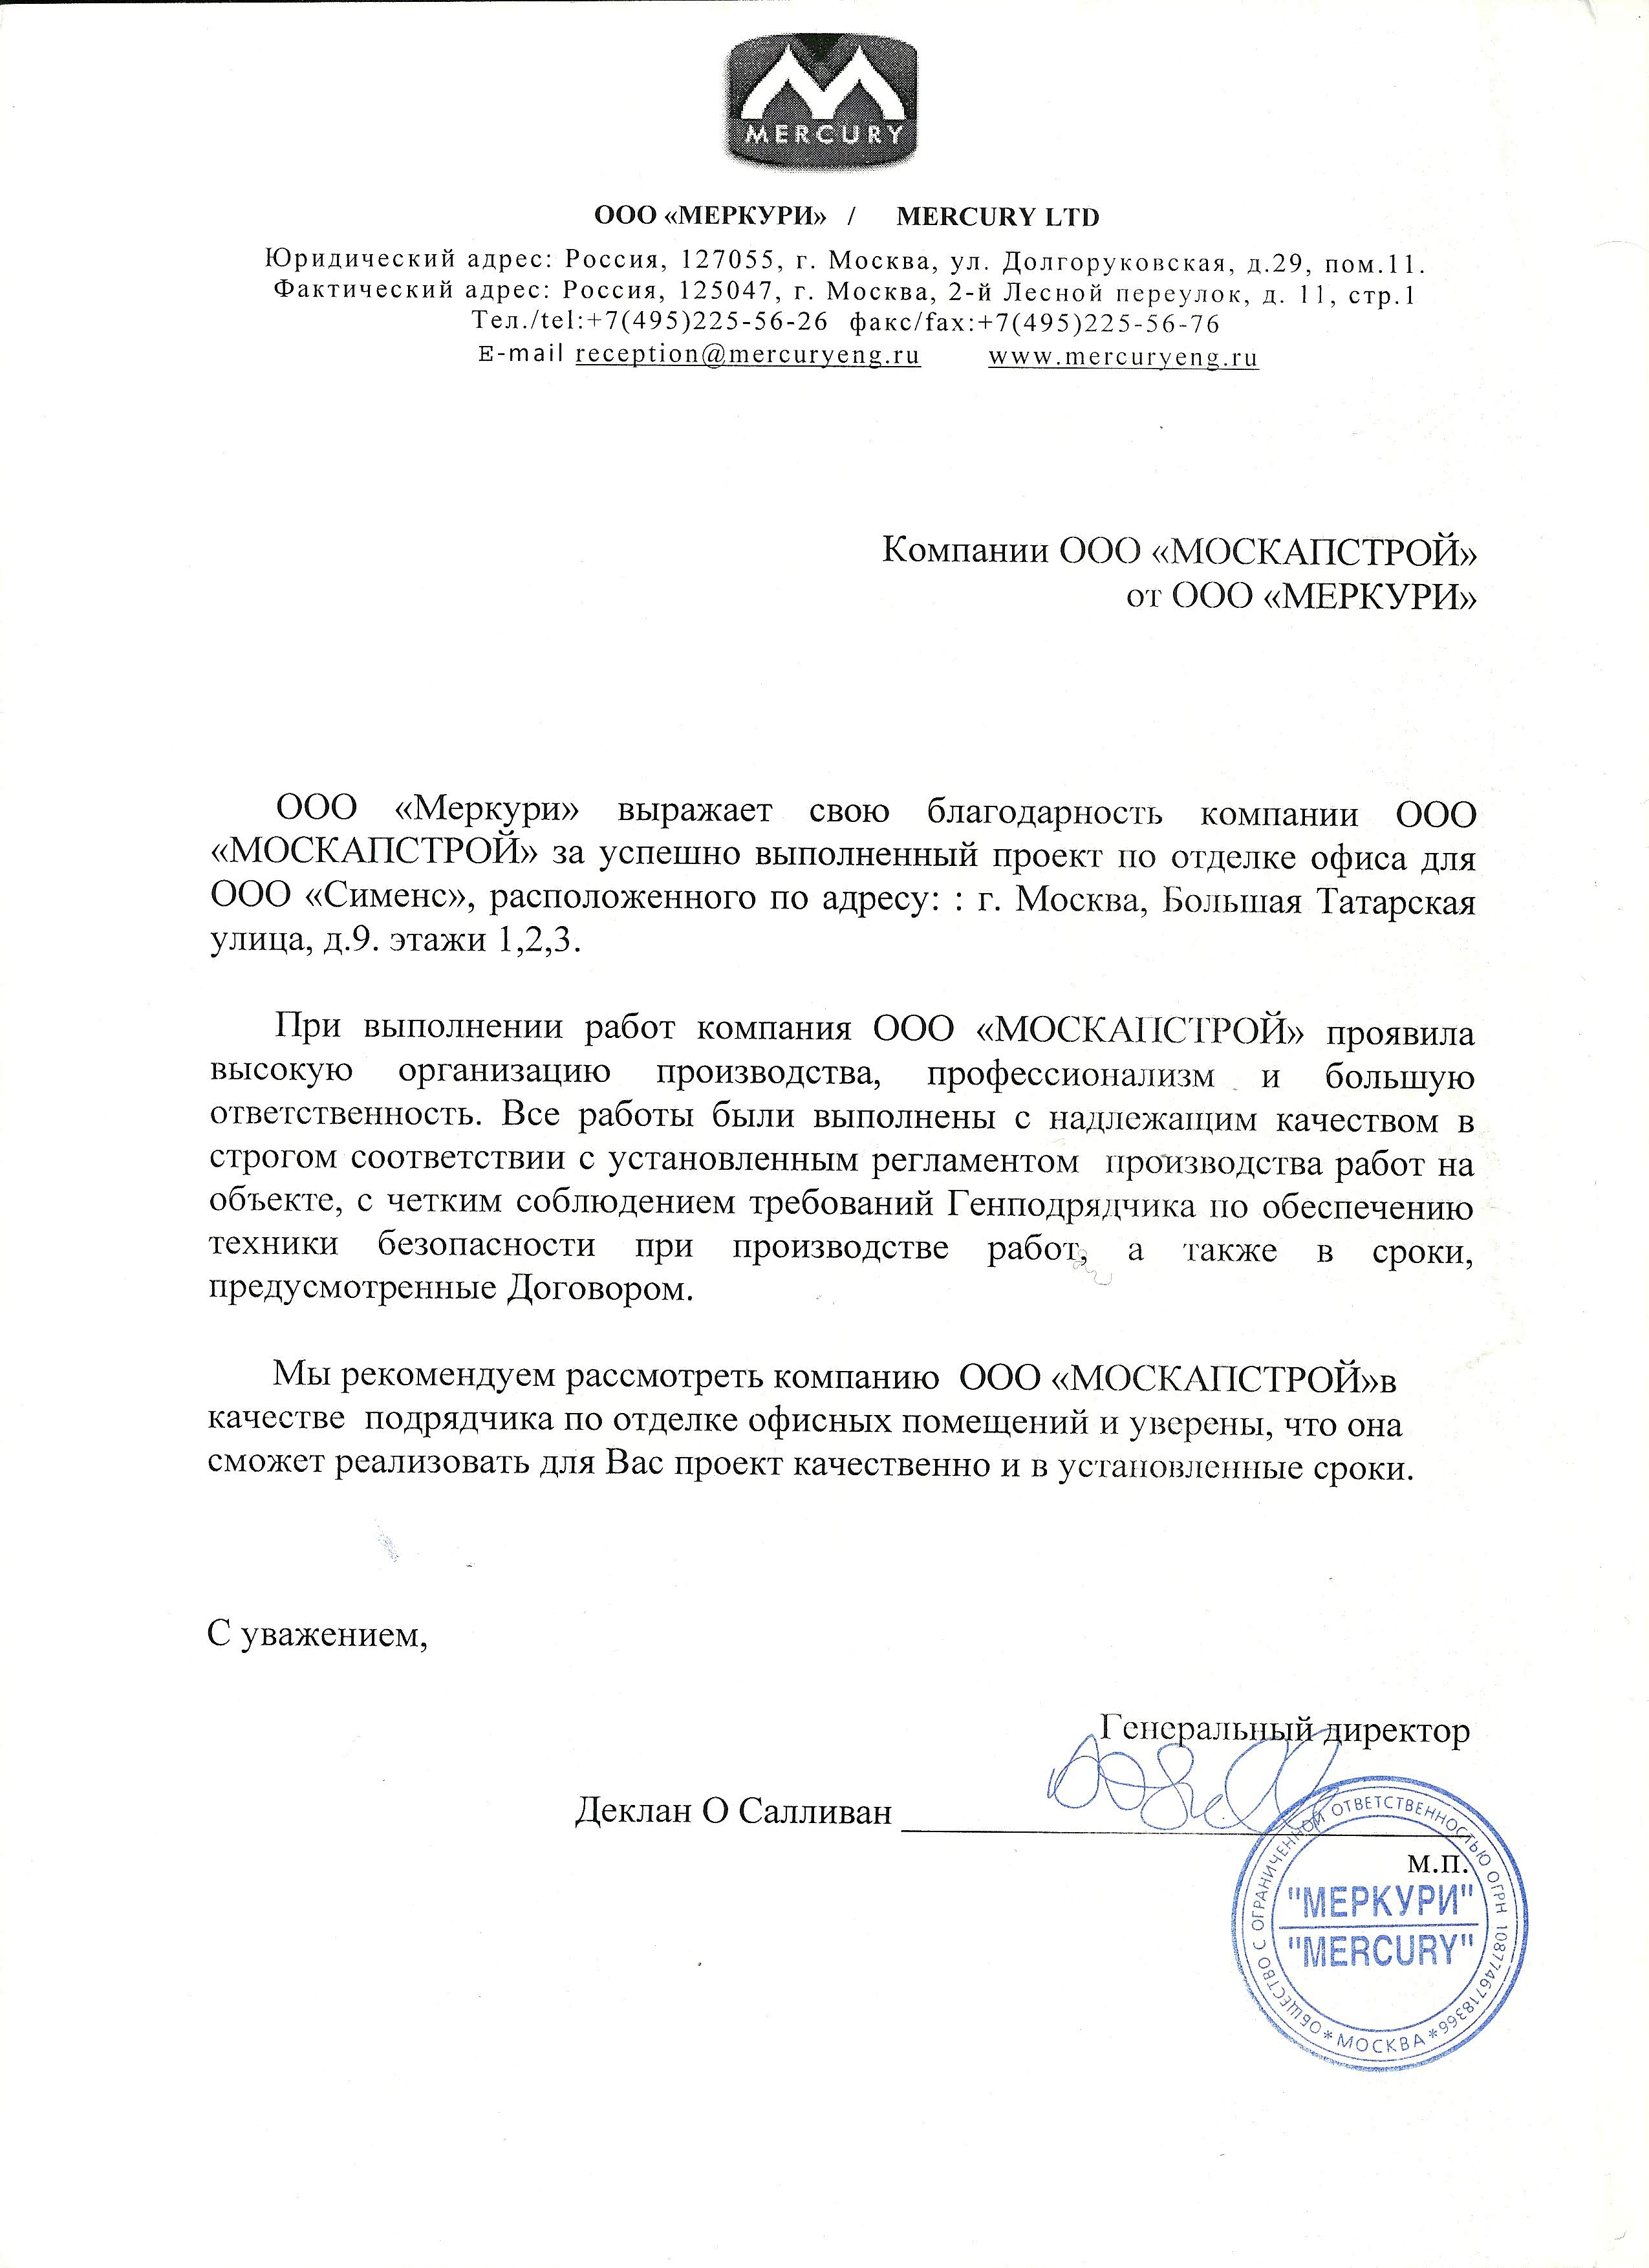 MERCURY
ООО «МЕРКУРИ» / MERCURY LTD
Юридический адрес: Россия, 127055, г. Москва, ул. Долгоруковская, д.29, пом.11.
Фактический адрес: Россия, 125047, г. Москва, 2-й Лесной переулок, д. 11, стр.1
Тел./tel:+7(495)225-56-26 факс/fax:+7(495)225-56-76
E-mail reception@mercuryeng.ru www.mercuryeng.ru
Компании ООО «МОСКАПСТРОЙ»
от ООО «МЕРКУРИ»
ООО «Меркури» выражает свою благодарность компании ООО
«МОСКАПСТРОЙ» за успешно выполненный проект по отделке офиса для
ООО «Сименс», расположенного по адресу: : г. Москва, Большая Татарская
улица, д.9. этажи 1,2,3.
При выполнении работ компания ООО «МОСКАПСТРОЙ» проявила
высокую организацию производства, профессионализм и большую
ответственность. Все работы были выполнены с надлежащим качеством в
строгом соответствии с установленным регламентом производства работ на
объекте, с четким соблюдением требований Генподрядчика по обеспечению
техники безопасности при производстве работ, а также в сроки,
предусмотренные Договором.
Мы рекомендуем рассмотреть компанию ООО «МОСКАПСТРОЙ»в
качестве подрядчика по отделке офисных помещений и уверены, что она
сможет реализовать для Вас проект качественно и в установленные сроки.
С уважением,
Генеральный директор
Деклан О Салливан
м.п.
ОБЩЕСТВО С ОГРАНИЧЕННОЙ ОТВЕТСТВЕННОСТЬЮ ОГРН 1087746718366
"МЕРКУРИ"
"MERCURY"
*МОСКВА*